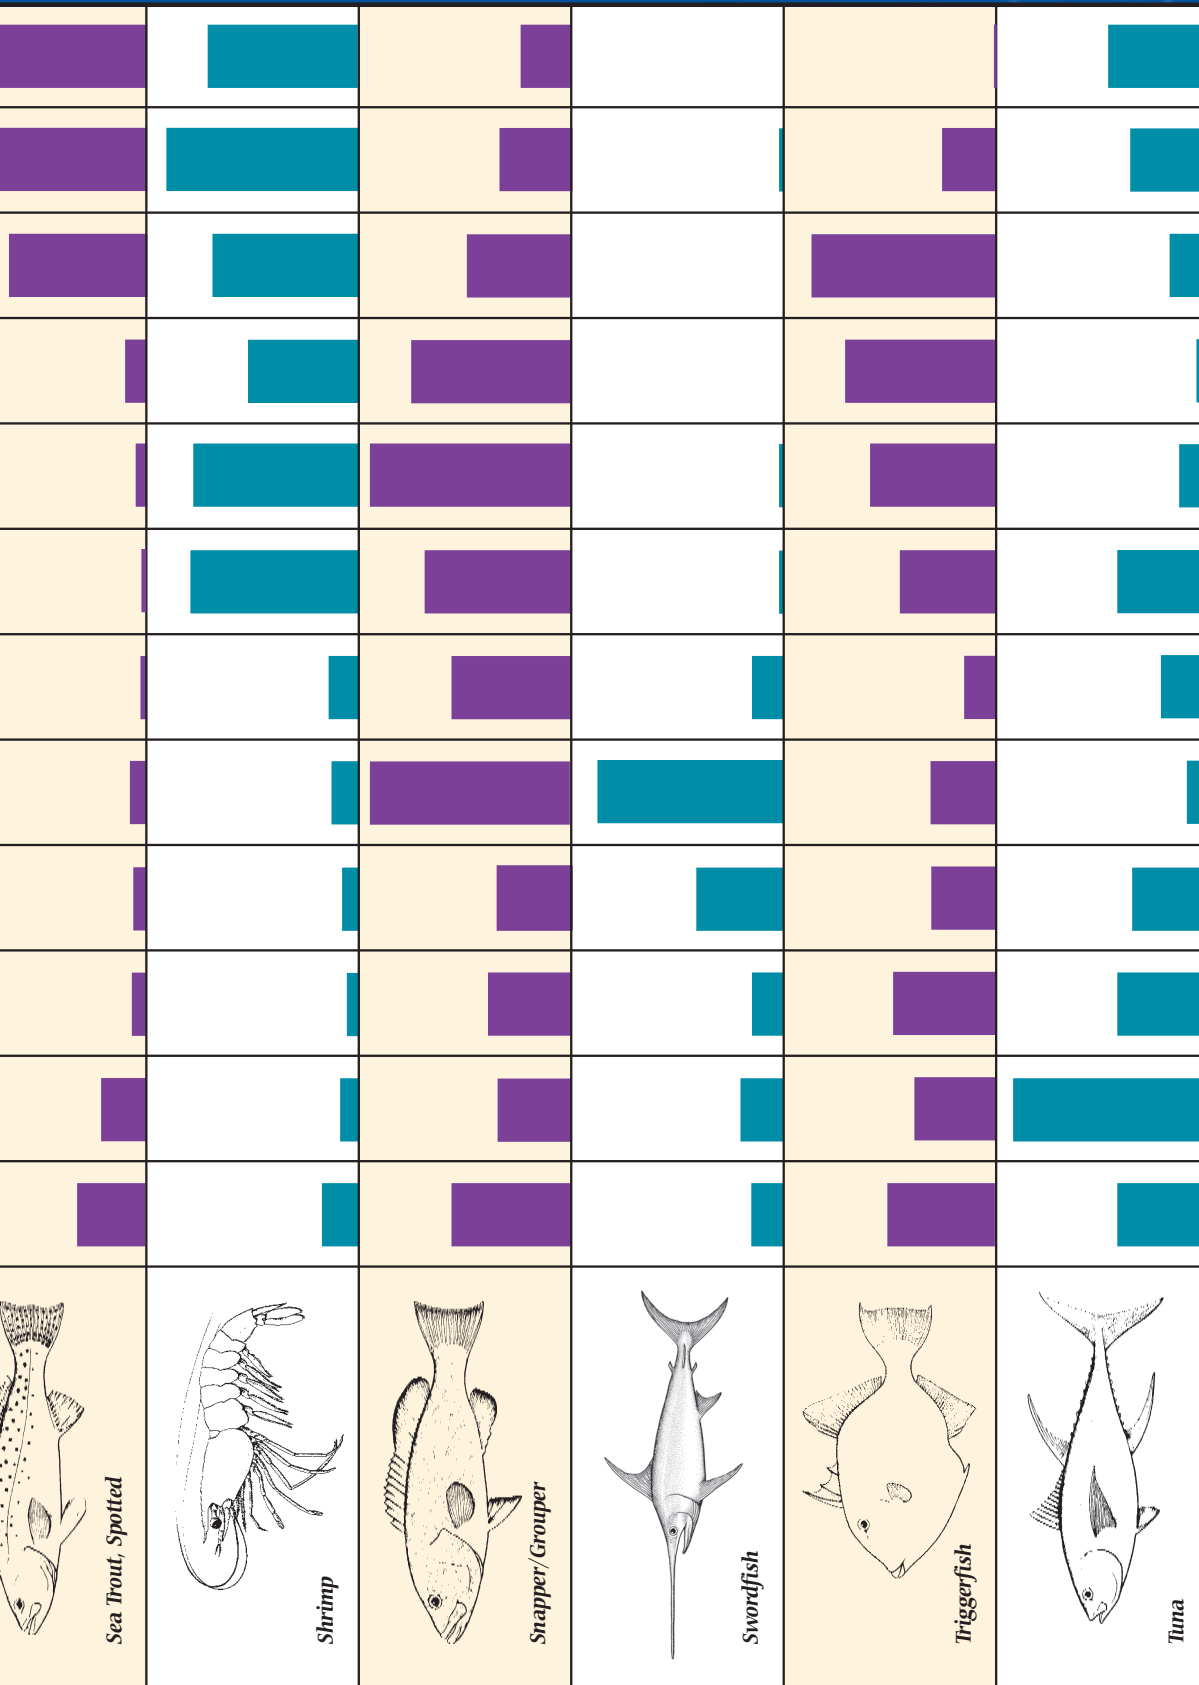 Sea Trout, Spotted
Shrimp
Snapper/Grouper
Swordfish
Triggerfish
Tuna